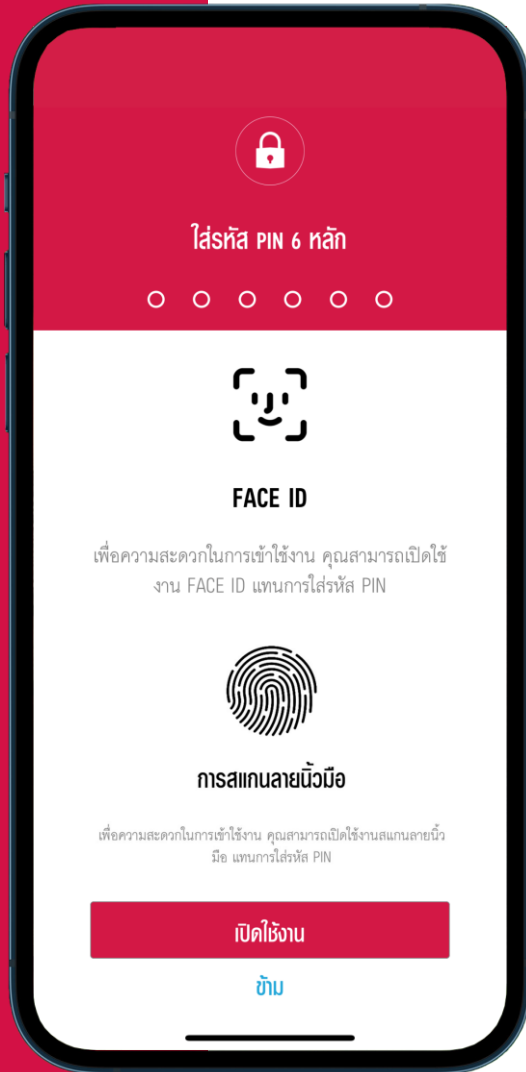 ใส่รหัส PIN 6 หลัก
FACE ID
เพื่อความสะดวกในการเข้าใช้งาน คุณสามารถเปิดใช้
งาน FACE ID แทนการใส่รหัส PIN
การสแกนลายนิ้วมือ
เพื่อความสะดวกในการเข้าใช้งาน คุณสามารถเปิดใช้งานสแกนลายนิ้ว
มือ แทนการใส่รหัส PIN
เปิดใช้งาน
ข้าม